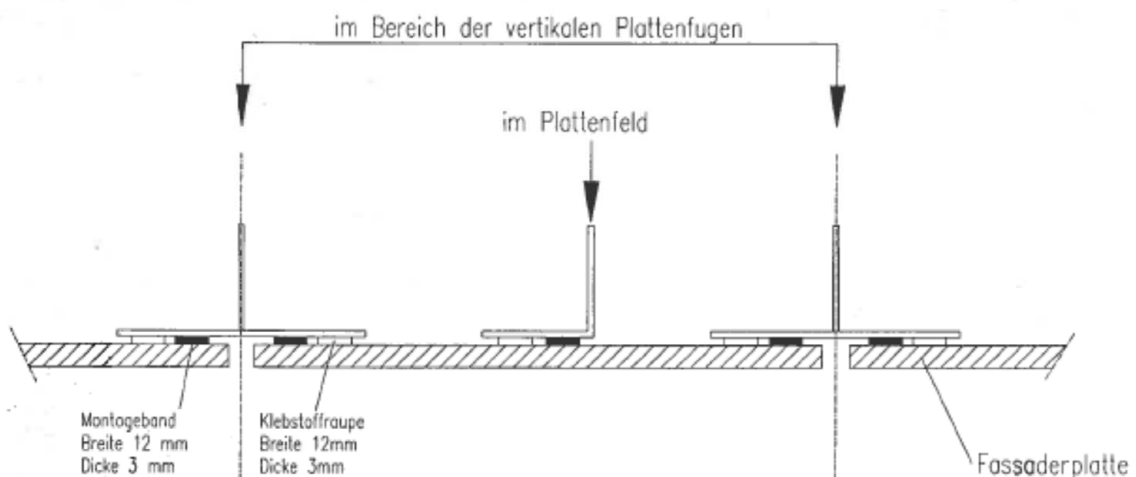 im Bereich der vertikalen Plattenfugen
im Plattenfeld
Montageband
Breite 12 mm
Dicke 3 mm
Klebstoffraupe
Breite 12mm
Dicke 3mm
Fassaderplatte